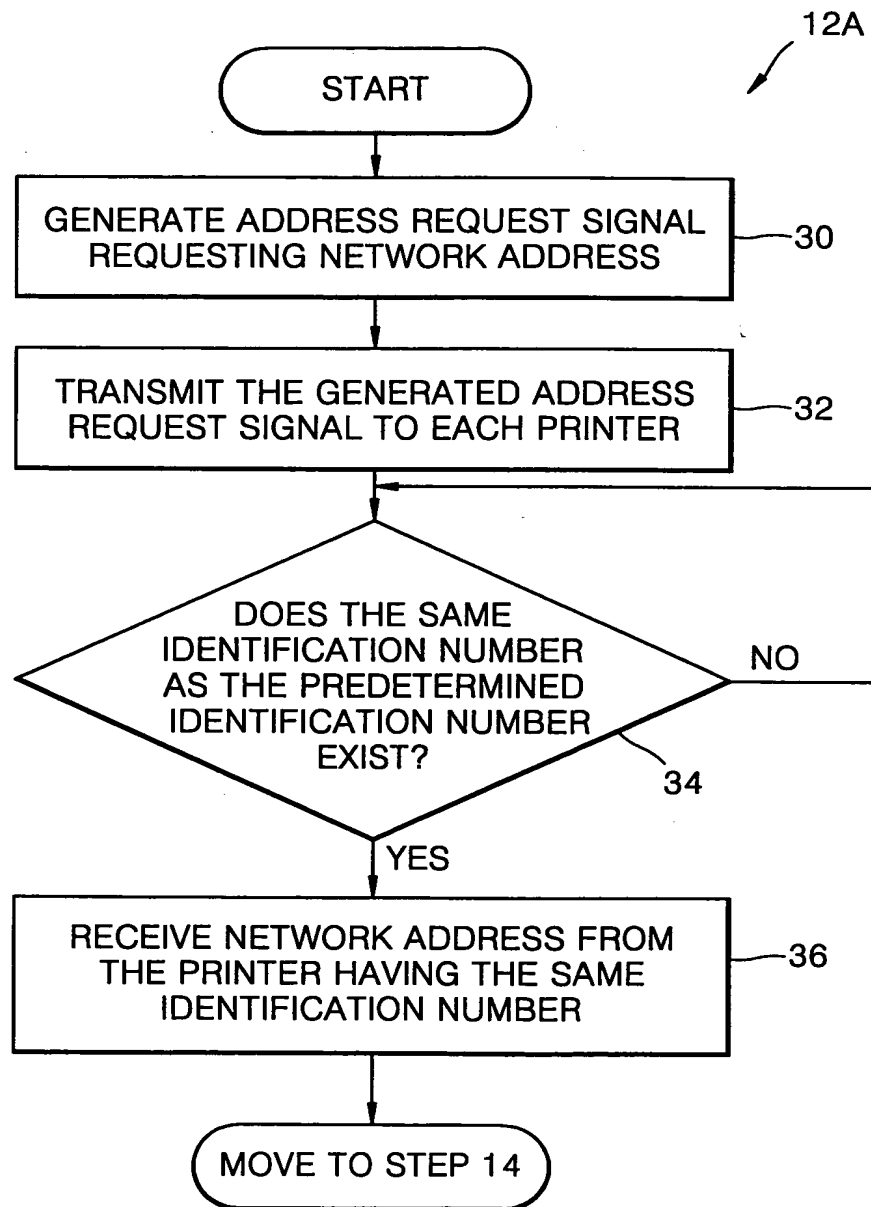 12A
START
GENERATE ADDRESS REQUEST SIGNAL
REQUESTING NETWORK ADDRESS
30
TRANSMIT THE GENERATED ADDRESS
REQUEST SIGNAL TO EACH PRINTER
32
DOES THE SAME
IDENTIFICATION NUMBER
AS THE PREDETERMINED
IDENTIFICATION NUMBER
EXIST?
NO
34
YES
RECEIVE NETWORK ADDRESS FROM
THE PRINTER HAVING THE SAME
IDENTIFICATION NUMBER
36
MOVE TO STEP 14